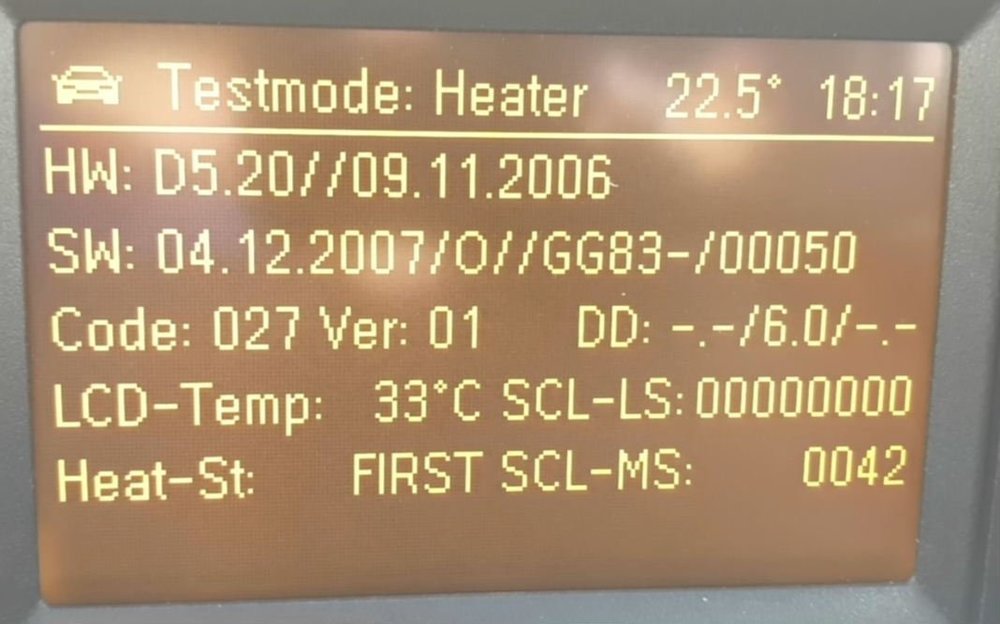 Testmode: Heater 22.5° 18:17
HW: D5.20//09.11.2006
SW: 04.12.2007/O//GG83-/00050
Code: 027 Ver: 01 DD: -.-/6.0/-.-
LCD-Temp: 33°C SCL-LS: 00000000
Heat-St: FIRST SCL-MS: 0042